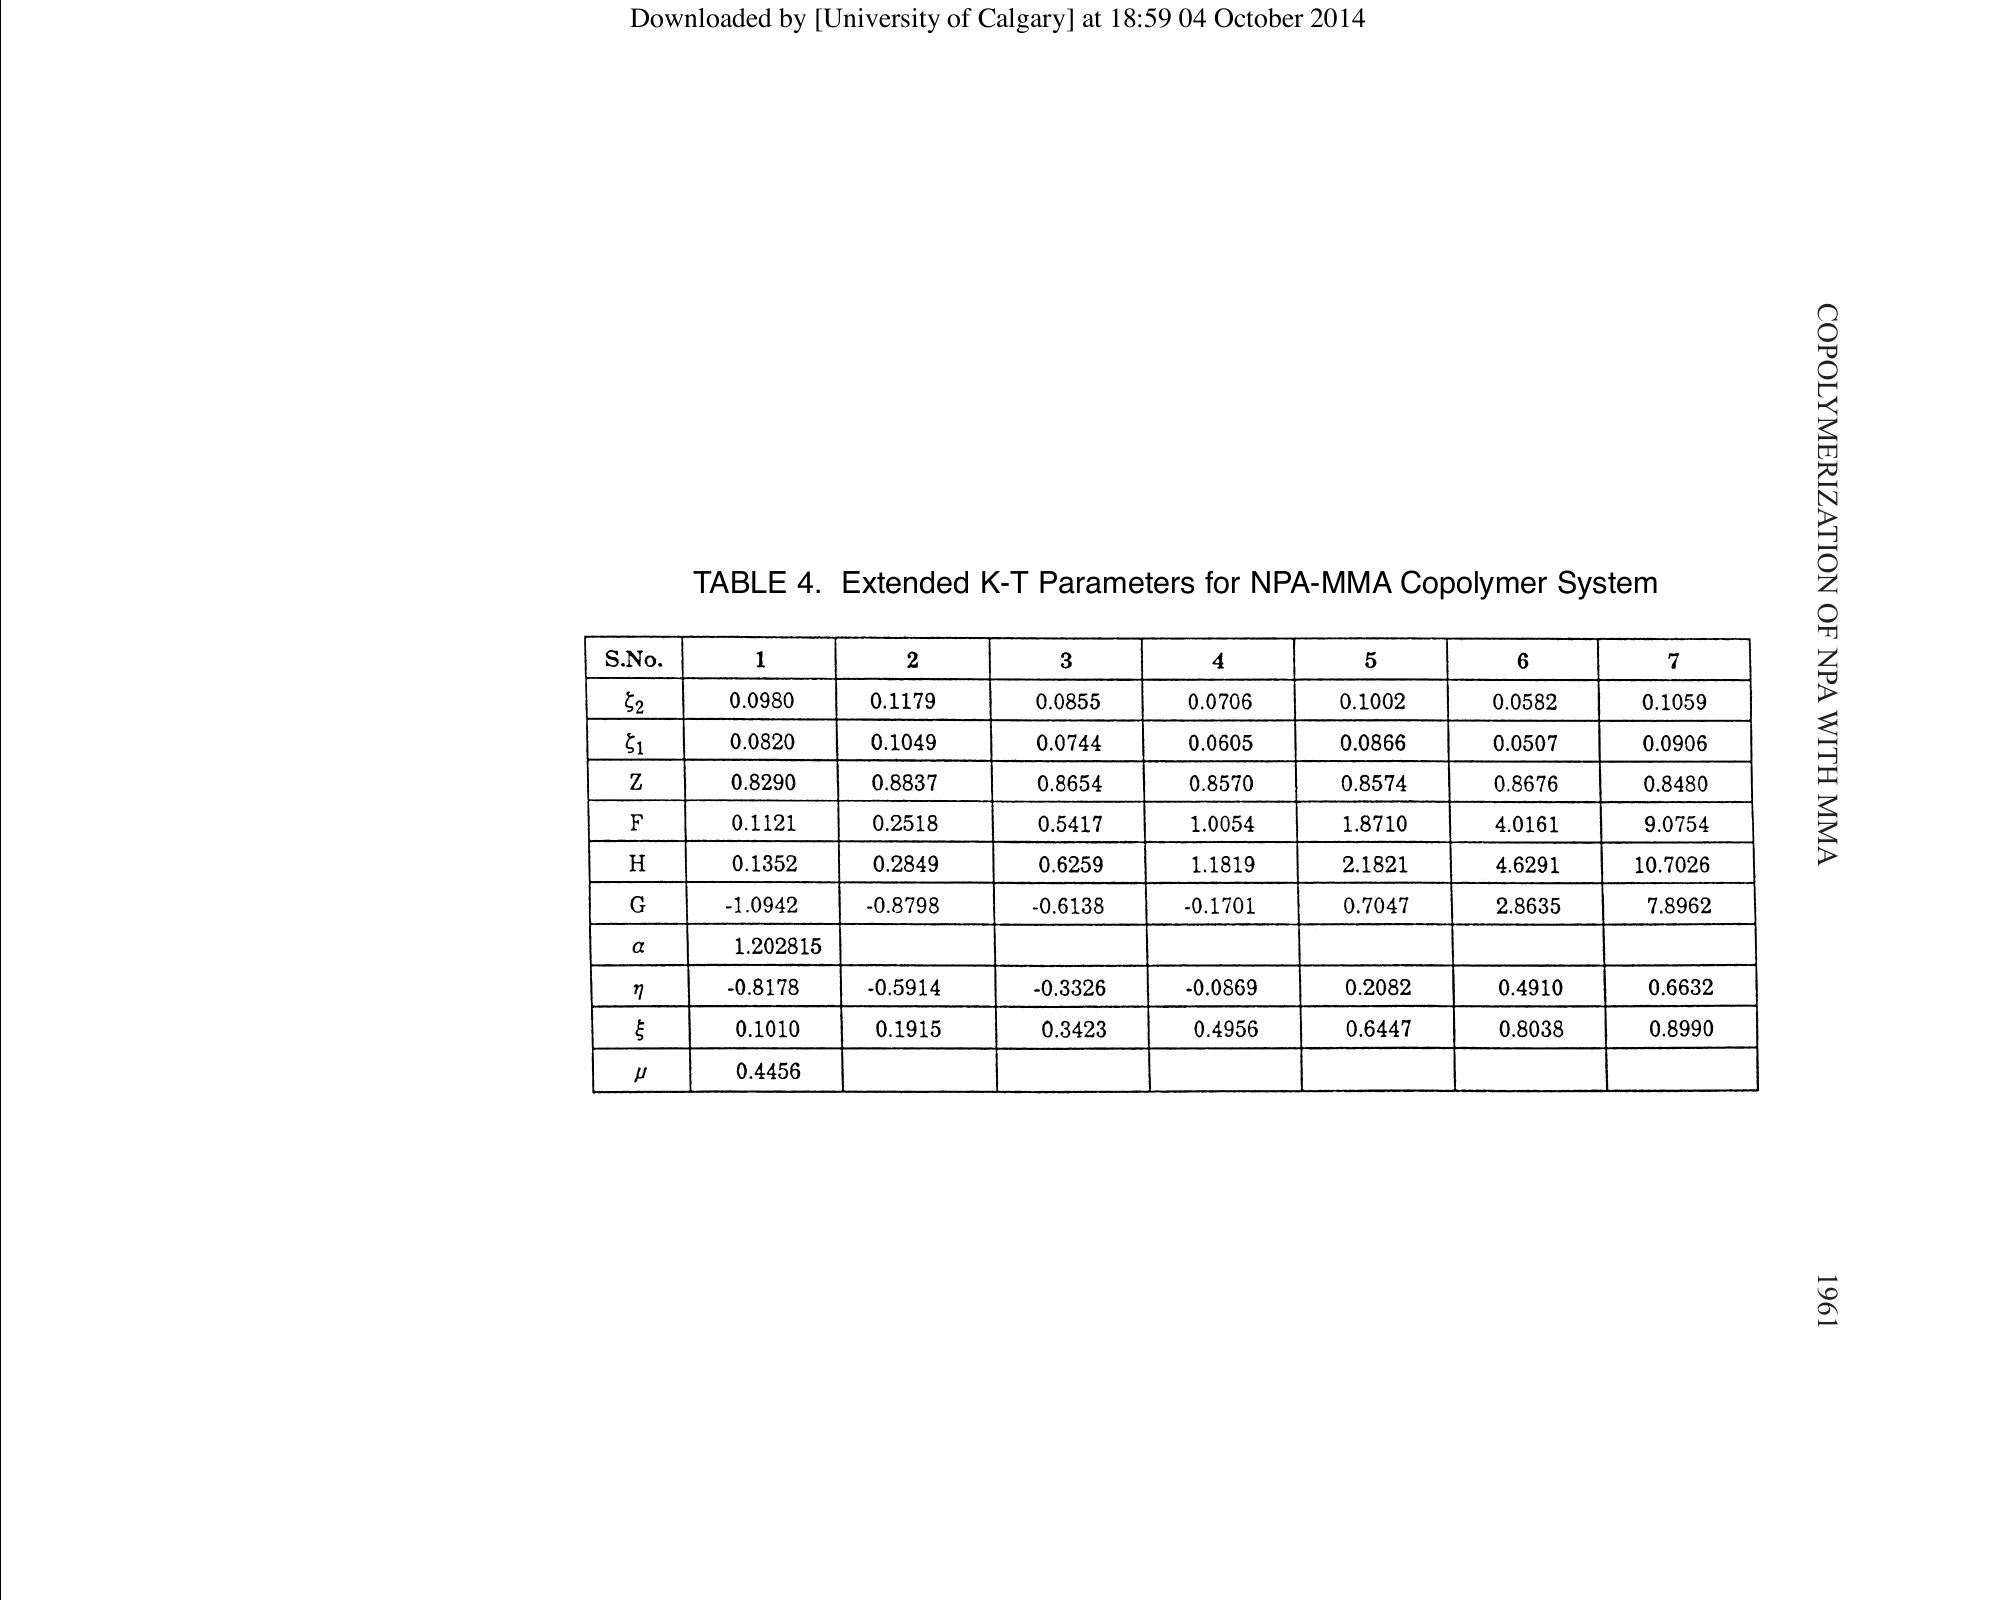 Downloaded by [University of Calgary] at 18:59 04 October 2014
COPOLYMERIZATION OF NPA WITH MMA
1961
TABLE 4. Extended K-T Parameters for NPA-MMA Copolymer System
S.No. 1 2 3 4 5 6 7
ζ2 0.0980 0.1179 0.0855 0.0706 0.1002 0.0582 0.1059
ζ1 0.0820 0.1049 0.0744 0.0605 0.0866 0.0507 0.0906
Z 0.8290 0.8837 0.8654 0.8570 0.8574 0.8676 0.8480
F 0.1121 0.2518 0.5417 1.0054 1.8710 4.0161 9.0754
H 0.1352 0.2849 0.6259 1.1819 2.1821 4.6291 10.7026
G -1.0942 -0.8798 -0.6138 -0.1701 0.7047 2.8635 7.8962
α 1.202815
η -0.8178 -0.5914 -0.3326 -0.0869 0.2082 0.4910 0.6632
ξ 0.1010 0.1915 0.3423 0.4956 0.6447 0.8038 0.8990
μ 0.4456